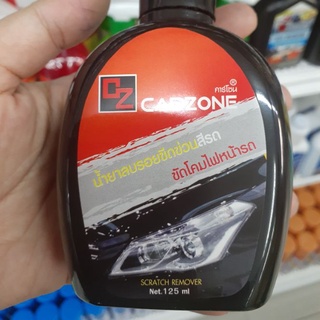 คาร์โซน ®
CZ CARZONE
น้ำยาลบรอยขีดข่วนสีรถ
ขัดโคมไฟหน้ารถ
SCRATCH REMOVER
Net.125 ml